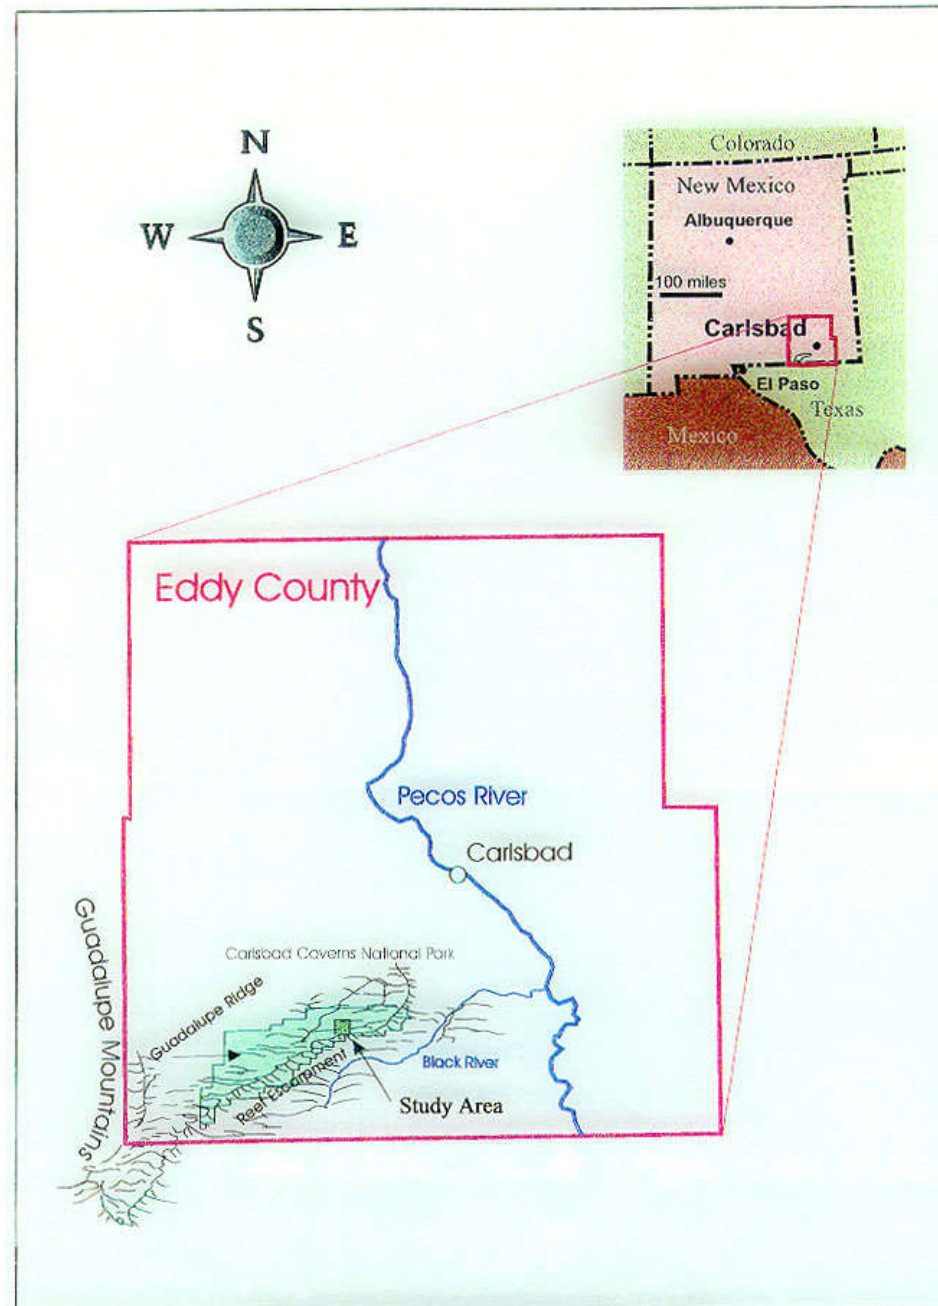 N
W
E
S
Colorado
New Mexico
Albuquerque
100 miles
Carlsbad
El Paso
Texas
Mexico
Eddy County
Pecos River
Carlsbad
Guadalupe Mountains
Carlsbad Caverns National Park
Guadalupe Ridge
Reef Escarpment
Black River
Study Area